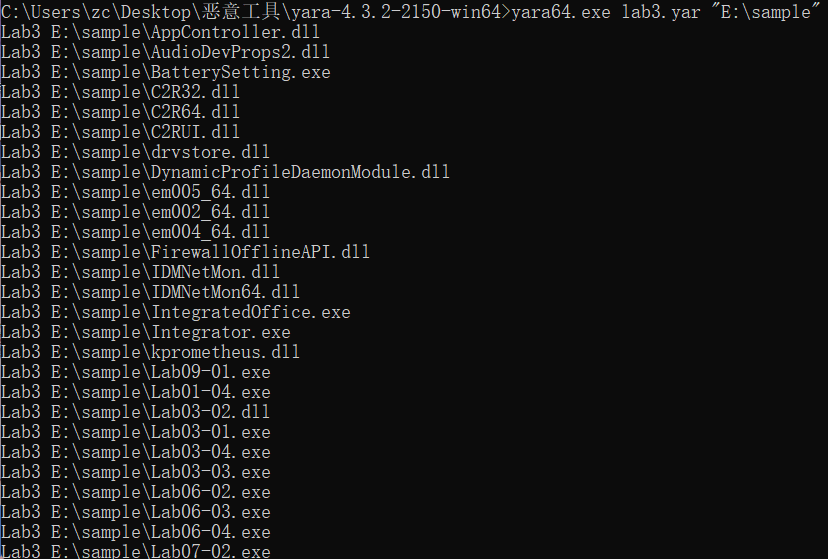 C:\Users\zc\Desktop\恶意工具\yara-4.3.2-2150-win64>yara64.exe lab3.yar "E:\sample"
Lab3 E:\sample\AppController.dll
Lab3 E:\sample\AudioDevProps2.dll
Lab3 E:\sample\BatterySetting.exe
Lab3 E:\sample\C2R32.dll
Lab3 E:\sample\C2R64.dll
Lab3 E:\sample\C2RUI.dll
Lab3 E:\sample\drvstore.dll
Lab3 E:\sample\DynamicProfileDaemonModule.dll
Lab3 E:\sample\em005_64.dll
Lab3 E:\sample\em002_64.dll
Lab3 E:\sample\em004_64.dll
Lab3 E:\sample\FirewallOfflineAPI.dll
Lab3 E:\sample\IDMNetMon.dll
Lab3 E:\sample\IDMNetMon64.dll
Lab3 E:\sample\IntegratedOffice.exe
Lab3 E:\sample\Integrator.exe
Lab3 E:\sample\kprometheus.dll
Lab3 E:\sample\Lab09-01.exe
Lab3 E:\sample\Lab01-04.exe
Lab3 E:\sample\Lab03-02.dll
Lab3 E:\sample\Lab03-01.exe
Lab3 E:\sample\Lab03-04.exe
Lab3 E:\sample\Lab03-03.exe
Lab3 E:\sample\Lab06-02.exe
Lab3 E:\sample\Lab06-03.exe
Lab3 E:\sample\Lab06-04.exe
Lab3 E:\sample\Lab07-02.exe